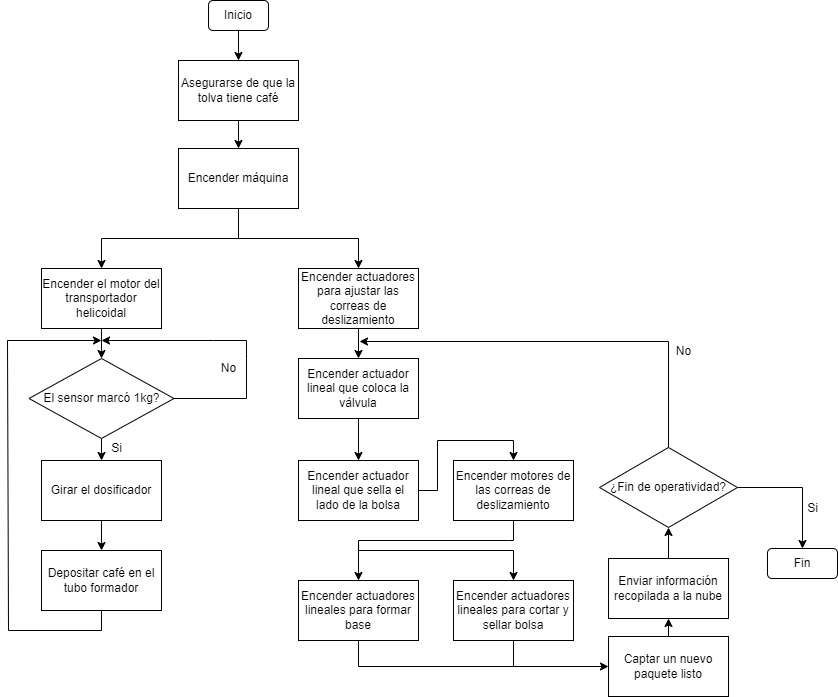 Inicio
Asegurarse de que la
tolva tiene café
Encender máquina
Encender el motor del
transportador
helicoidal
Encender actuadores
para ajustar las
correas de
deslizamiento
No
No
Encender actuador
lineal que coloca la
válvula
El sensor marcó 1kg?
Si
Girar el dosificador
Encender actuador
lineal que sella el
lado de la bolsa
Encender motores de
las correas de
deslizamiento
¿Fin de operatividad?
Si
Fin
Depositar café en el
tubo formador
Encender actuadores
lineales para formar
base
Encender actuadores
lineales para cortar y
sellar bolsa
Enviar información
recopilada a la nube
Captar un nuevo
paquete listo